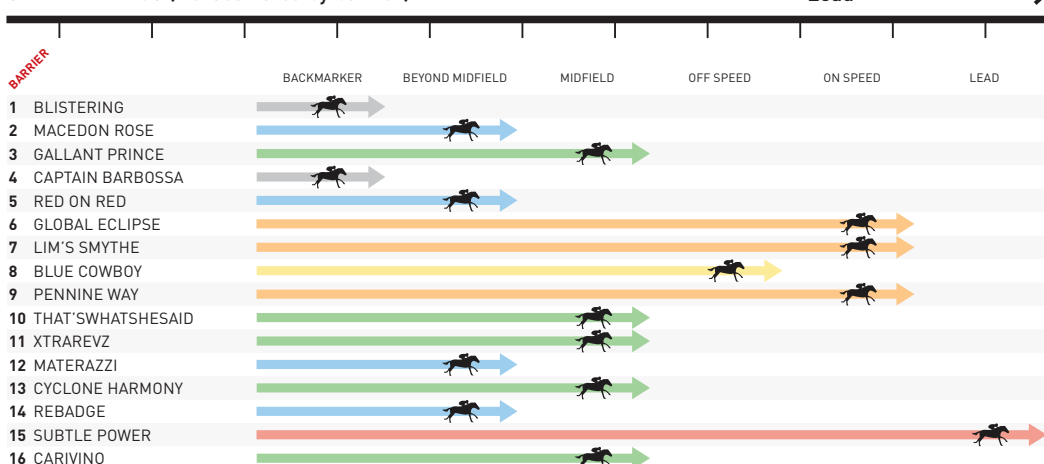 BARRIER
BACKMARKER BEYOND MIDFIELD MIDFIELD OFF SPEED ON SPEED LEAD
1 BLISTERING
2 MACEDON ROSE
3 GALLANT PRINCE
4 CAPTAIN BARBOSSA
5 RED ON RED
6 GLOBAL ECLIPSE
7 LIM'S SMYTHE
8 BLUE COWBOY
9 PENNINE WAY
10 THAT'SWHATSHESAID
11 XTRAREVZ
12 MATERAZZI
13 CYCLONE HARMONY
14 REBADGE
15 SUBTLE POWER
16 CARIVINO